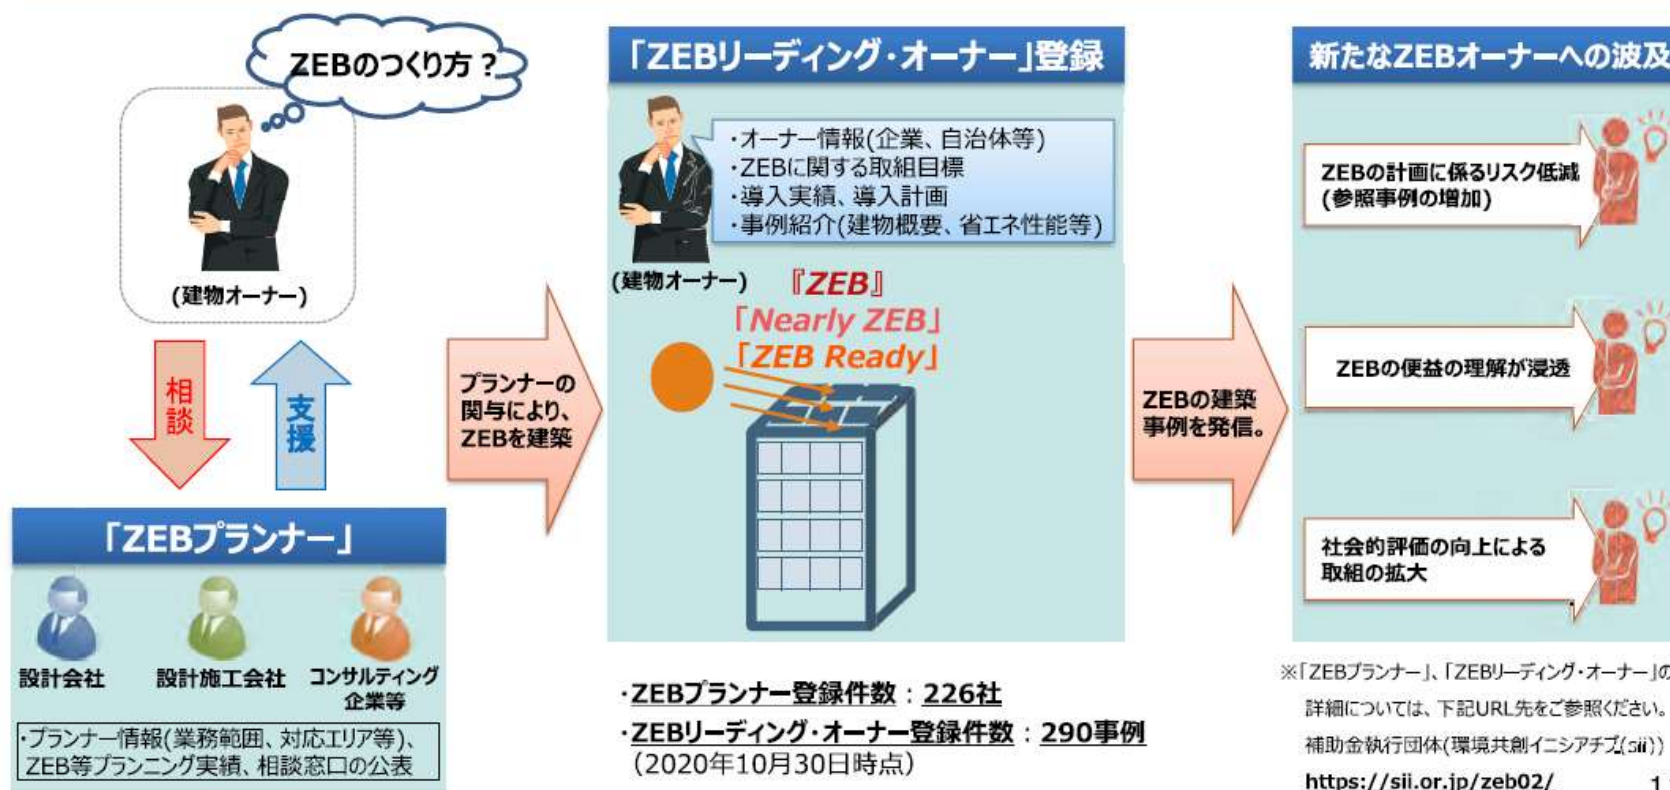 ZEBのつくり方？
(建物オーナー)
相談
支援
「ZEBプランナー」
設計会社
設計施工会社
コンサルティング
企業等
・プランナー情報(業務範囲、対応エリア等)、
ZEB等プランニング実績、相談窓口の公表
プランナーの
関与により、
ZEBを建築
「ZEBリーディング・オーナー」登録
・オーナー情報(企業、自治体等)
・ZEBに関する取組目標
・導入実績、導入計画
・事例紹介(建物概要、省エネ性能等)
(建物オーナー)
『ZEB』
「Nearly ZEB」
「ZEB Ready」
・ZEBプランナー登録件数：226社
・ZEBリーディング・オーナー登録件数：290事例
（2020年10月30日時点）
ZEBの建築
事例を発信。
新たなZEBオーナーへの波及
ZEBの計画に係るリスク低減
(参照事例の増加)
ZEBの便益の理解が浸透
社会的評価の向上による
取組の拡大
※「ZEBプランナー」、「ZEBリーディング・オーナー」の
詳細については、下記URL先をご参照ください。
補助金執行団体(環境共創イニシアチブ(sii))
https://sii.or.jp/zeb02/